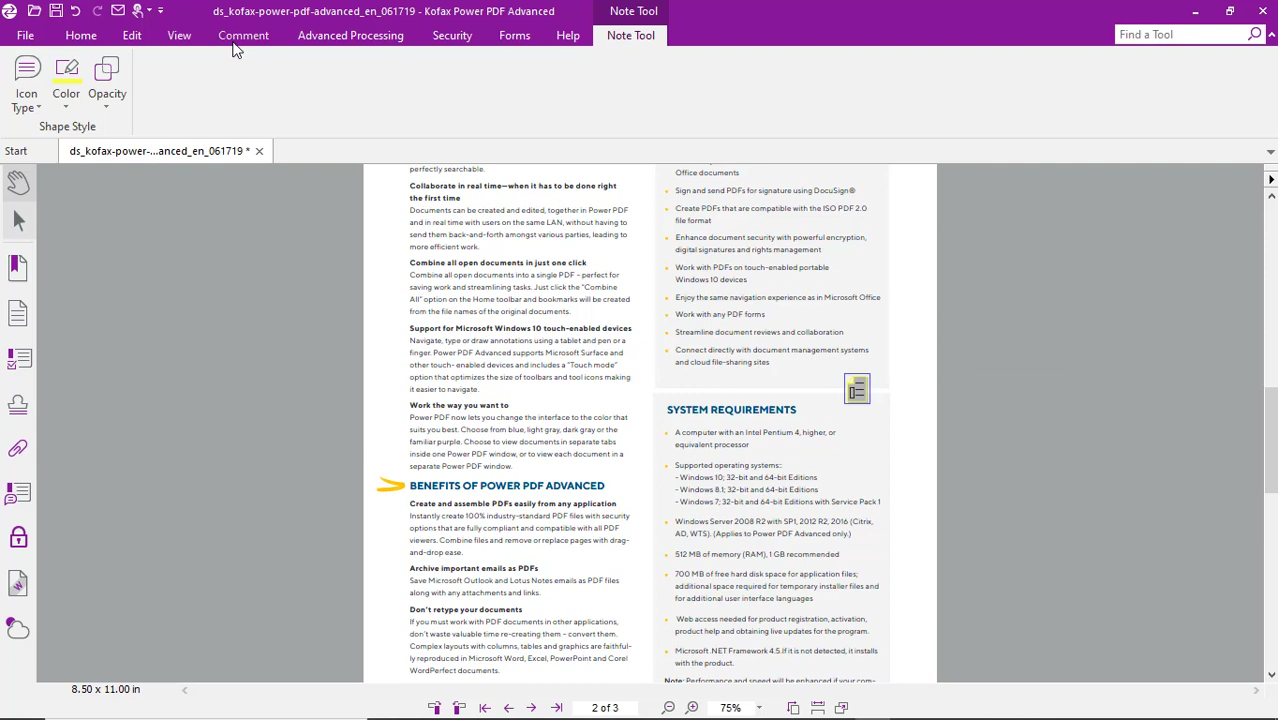 ds_kofax-power-pdf-advanced_en_061719 - Kofax Power PDF Advanced
Note Tool
File Home Edit View Comment Advanced Processing Security Forms Help Note Tool
Find a Tool
Icon Type
Color
Opacity
Shape Style
Start
ds_kofax-power-...anced_en_061719 *
perfectly searchable.
Collaborate in real time—when it has to be done right
the first time
Documents can be created and edited, together in Power PDF
and in real time with users on the same LAN, without having to
send them back-and-forth amongst various parties, leading to
more efficient work.
Combine all open documents in just one click
Combine all open documents into a single PDF – perfect for
saving work and streamlining tasks. Just click the “Combine
All” option on the Home toolbar and bookmarks will be created
from the file names of the original documents.
Support for Microsoft Windows 10 touch-enabled devices
Navigate, type or draw annotations using a tablet and pen or a
finger. Power PDF Advanced supports Microsoft Surface and
other touch- enabled devices and includes a “Touch mode”
option that optimizes the size of toolbars and tool icons making
it easier to navigate.
Work the way you want to
Power PDF now lets you change the interface to the color that
suits you best. Choose from blue, light gray, dark gray or the
familiar purple. Choose to view documents in separate tabs
inside one Power PDF window, or to view each document in a
separate Power PDF window.
BENEFITS OF POWER PDF ADVANCED
Create and assemble PDFs easily from any application
Instantly create 100% industry-standard PDF files with security
options that are fully compliant and compatible with all PDF
viewers. Combine files and remove or replace pages with drag-
and-drop ease.
Archive important emails as PDFs
Save Microsoft Outlook and Lotus Notes emails as PDF files
along with any attachments and links.
Don’t retype your documents
If you must work with PDF documents in other applications,
don’t waste valuable time re-creating them – convert them.
Complex layouts with columns, tables and graphics are faithful-
ly reproduced in Microsoft Word, Excel, PowerPoint and Corel
WordPerfect documents.
Office documents
Sign and send PDFs for signature using DocuSign®
Create PDFs that are compatible with the ISO PDF 2.0
file format
Enhance document security with powerful encryption,
digital signatures and rights management
Work with PDFs on touch-enabled portable
Windows 10 devices
Enjoy the same navigation experience as in Microsoft Office
Work with any PDF forms
Streamline document reviews and collaboration
Connect directly with document management systems
and cloud file-sharing sites
SYSTEM REQUIREMENTS
A computer with an Intel Pentium 4, higher, or
equivalent processor
Supported operating systems:
- Windows 10; 32-bit and 64-bit Editions
- Windows 8.1; 32-bit and 64-bit Editions
- Windows 7; 32-bit and 64-bit Editions with Service Pack 1
Windows Server 2008 R2 with SP1, 2012 R2, 2016 (Citrix,
AD, WTS). (Applies to Power PDF Advanced only.)
512 MB of memory (RAM), 1 GB recommended
700 MB of free hard disk space for application files;
additional space required for temporary installer files and
for additional user interface languages
Web access needed for product registration, activation,
product help and obtaining live updates for the program.
Microsoft .NET Framework 4.5.If it is not detected, it installs
with the product.
Note: Performance and speed will be enhanced if your com-
8.50 x 11.00 in
2 of 3
75%